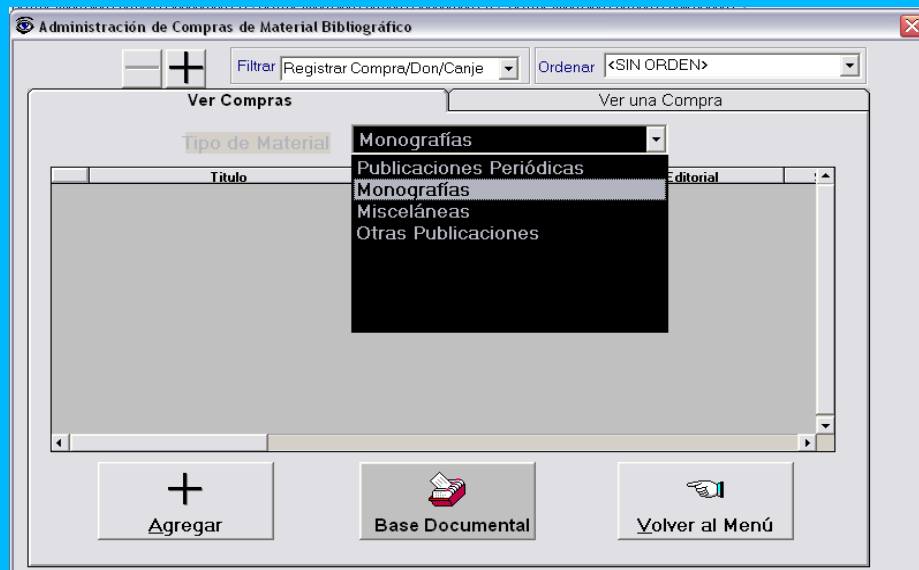 Administración de Compras de Material Bibliográfico
Filtrar Registrar Compra/Don/Canje Ordenar <SIN ORDEN>
Ver Compras Ver una Compra
Tipo de Material Monografías
Publicaciones Periódicas
Titulo Editorial
Monografías
Misceláneas
Otras Publicaciones
Agregar Base Documental Volver al Menú